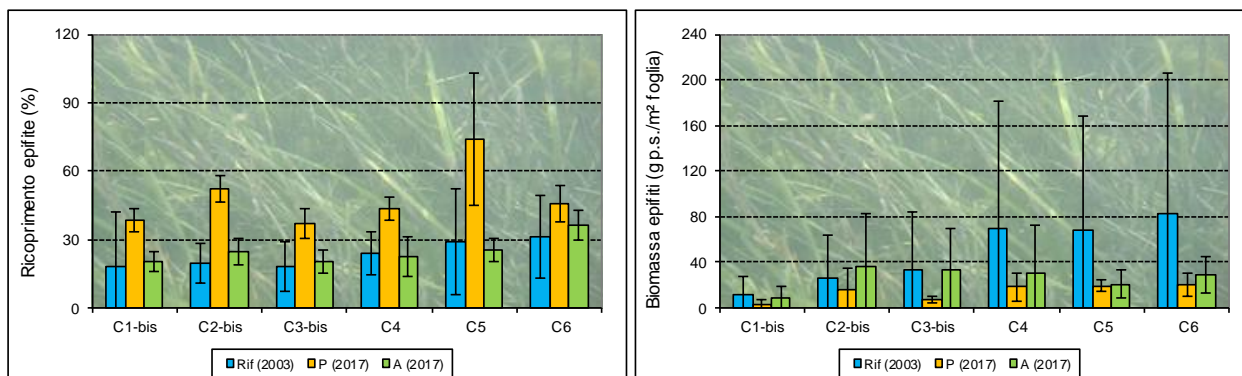 Ricoprimento epifite (%)
120
90
60
30
0
C1-bis C2-bis C3-bis C4 C5 C6
Rif (2003) P (2017) A (2017)
Biomassa epifiti (g p.s./m² foglia)
240
200
160
120
80
40
0
C1-bis C2-bis C3-bis C4 C5 C6
Rif (2003) P (2017) A (2017)